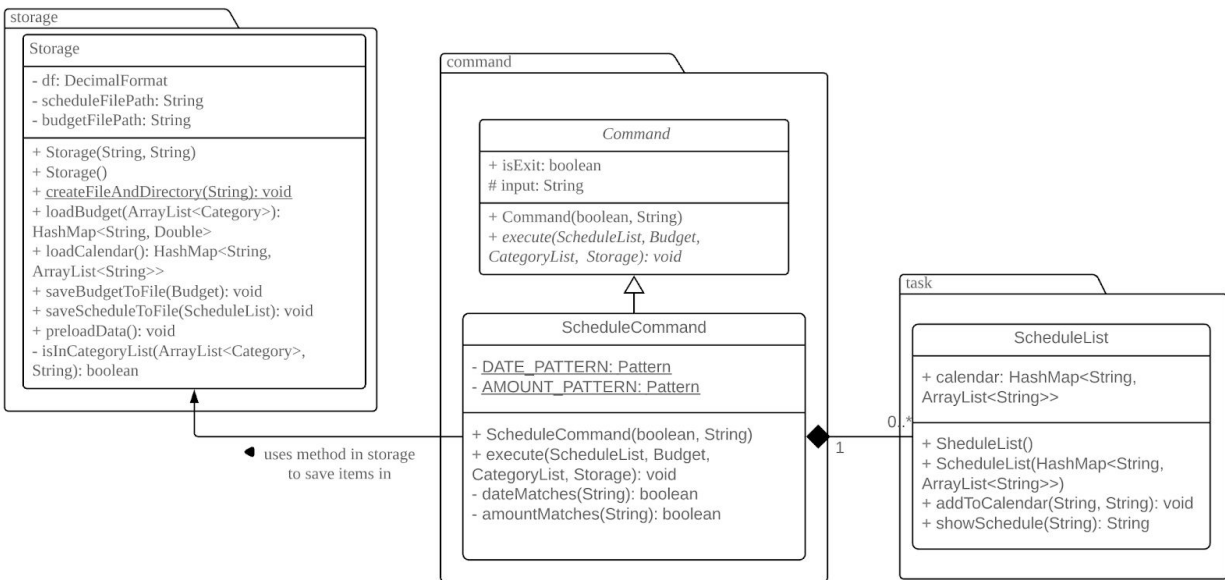 storage
Storage
- df: DecimalFormat
- scheduleFilePath: String
- budgetFilePath: String
+ Storage(String, String)
+ Storage()
+ createFileAndDirectory(String): void
+ loadBudget(ArrayList<Category>):
HashMap<String, Double>
+ loadCalendar(): HashMap<String,
ArrayList<String>>
+ saveBudgetToFile(Budget): void
+ saveScheduleToFile(ScheduleList): void
+ preloadData(): void
- isInCategoryList(ArrayList<Category>,
String): boolean
uses method in storage
to save items in
command
Command
+ isExit: boolean
# input: String
+ Command(boolean, String)
+ execute(ScheduleList, Budget,
CategoryList, Storage): void
ScheduleCommand
- DATE_PATTERN: Pattern
- AMOUNT_PATTERN: Pattern
+ ScheduleCommand(boolean, String)
+ execute(ScheduleList, Budget,
CategoryList, Storage): void
- dateMatches(String): boolean
- amountMatches(String): boolean
1
0..*
task
ScheduleList
+ calendar: HashMap<String,
ArrayList<String>>
+ SheduleList()
+ ScheduleList(HashMap<String,
ArrayList<String>>)
+ addToCalendar(String, String): void
+ showSchedule(String): String